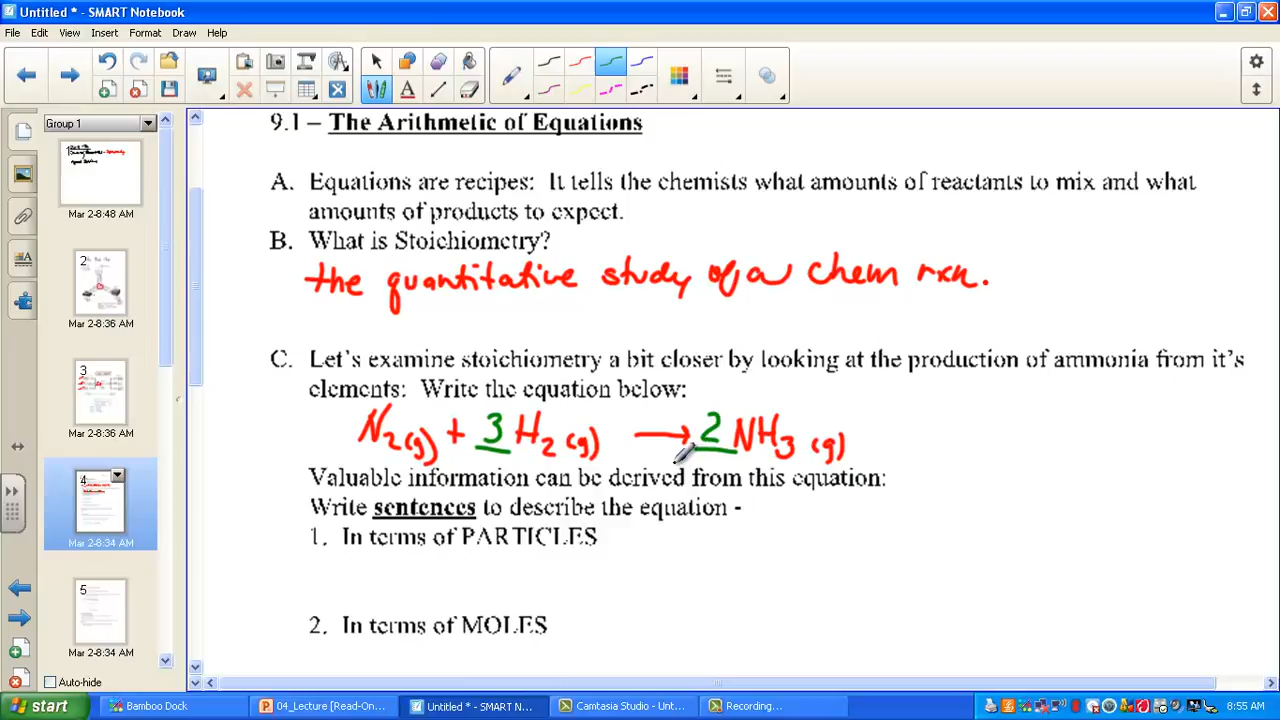 Untitled * - SMART Notebook
File Edit View Insert Format Draw Help
Group 1
Mar 2-8:48 AM
2
Mar 2-8:36 AM
3
Mar 2-8:36 AM
4
Mar 2-8:34 AM
5
Mar 2-8:34 AM
Auto-hide
9.1 – The Arithmetic of Equations
A. Equations are recipes: It tells the chemists what amounts of reactants to mix and what
amounts of products to expect.
B. What is Stoichiometry?
the quantitative study of a chem rxn.
C. Let's examine stoichiometry a bit closer by looking at the production of ammonia from it's
elements: Write the equation below:
N2(g) + 3 H2(g) → 2 NH3(g)
Valuable information can be derived from this equation:
Write sentences to describe the equation -
1. In terms of PARTICLES
2. In terms of MOLES
start Bamboo Dock 04_Lecture [Read-On... Untitled * - SMART N... Camtasia Studio - Unt... Recording... 8:55 AM